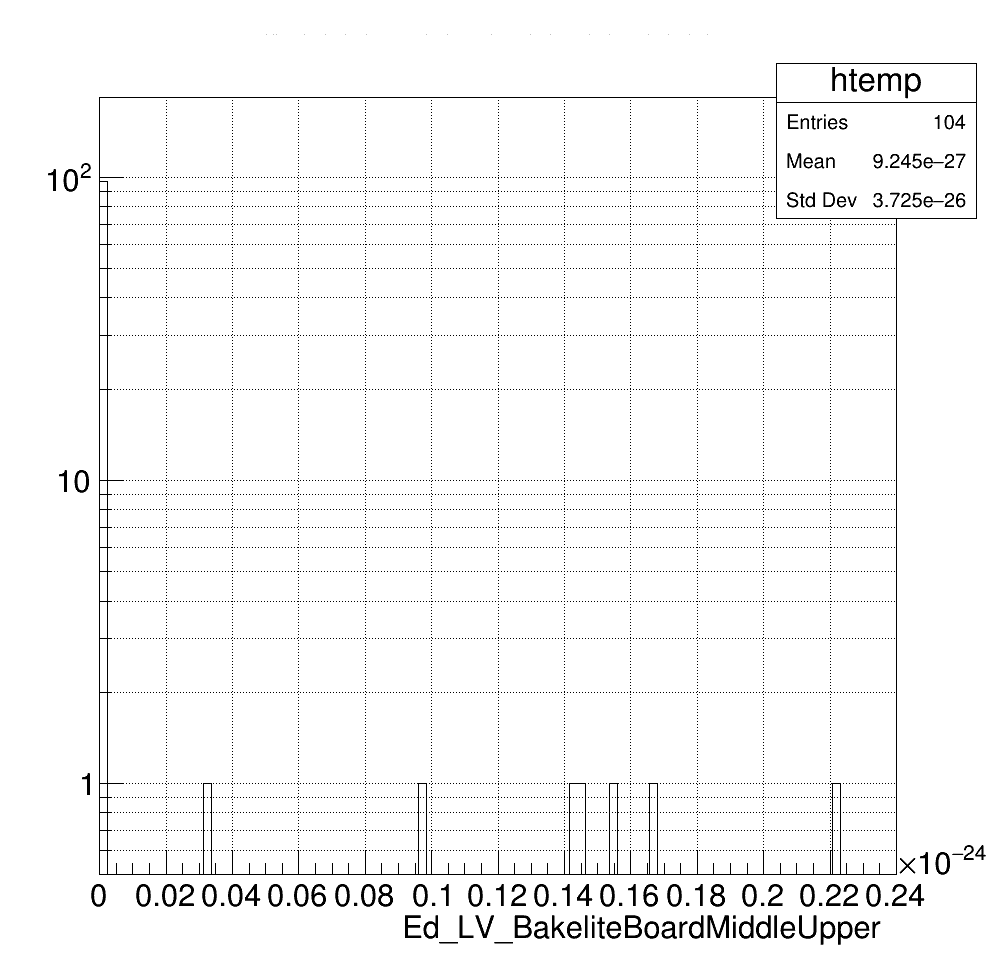 htemp
Entries 104
Mean 9.245e−27
Std Dev 3.725e−26
10²
10
1
×10⁻²⁴
0 0.02 0.04 0.06 0.08 0.1 0.12 0.14 0.16 0.18 0.2 0.22 0.24
Ed_LV_BakeliteBoardMiddleUpper